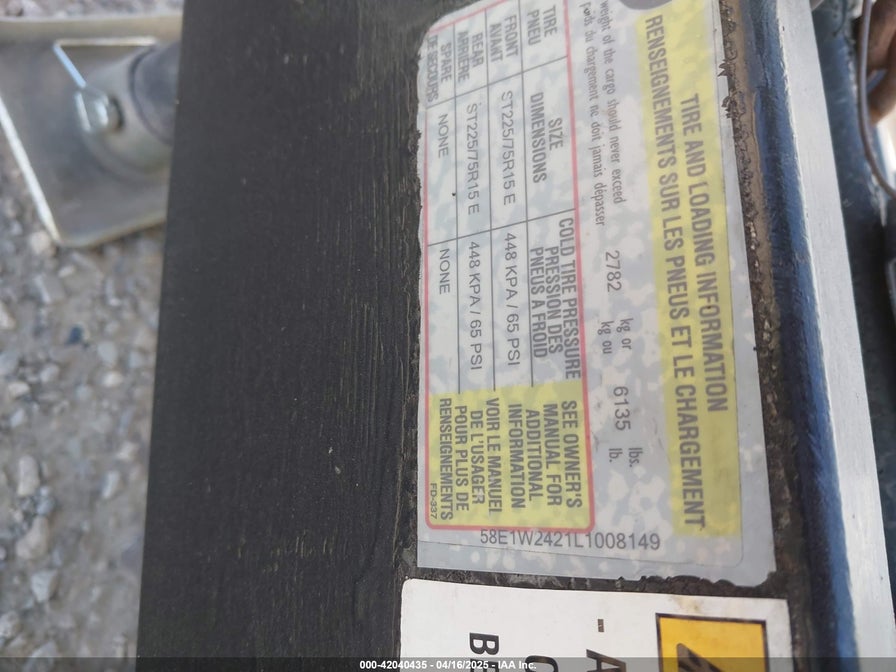 TIRE AND LOADING INFORMATION
RENSEIGNEMENTS SUR LES PNEUS ET LE CHARGEMENT
weight of the cargo should never exceed 2782 kg or 6135 lbs.
Poids du chargement ne doit jamais dépasser kg ou lb.
TIRE PNEU
SIZE DIMENSIONS
COLD TIRE PRESSURE PRESSION DES PNEUS À FROID
FRONT AVANT ST225/75R15 E 448 KPA / 65 PSI
REAR ARRIÈRE ST225/75R15 E 448 KPA / 65 PSI
SPARE DE SECOURS NONE NONE
SEE OWNER'S
MANUAL FOR
ADDITIONAL
INFORMATION
VOIR LE MANUEL
DE L'USAGER
POUR PLUS DE
RENSEIGNEMENTS
FD-337
58E1W2421L1008149
000-42040435 - 04/16/2025 - IAA Inc.